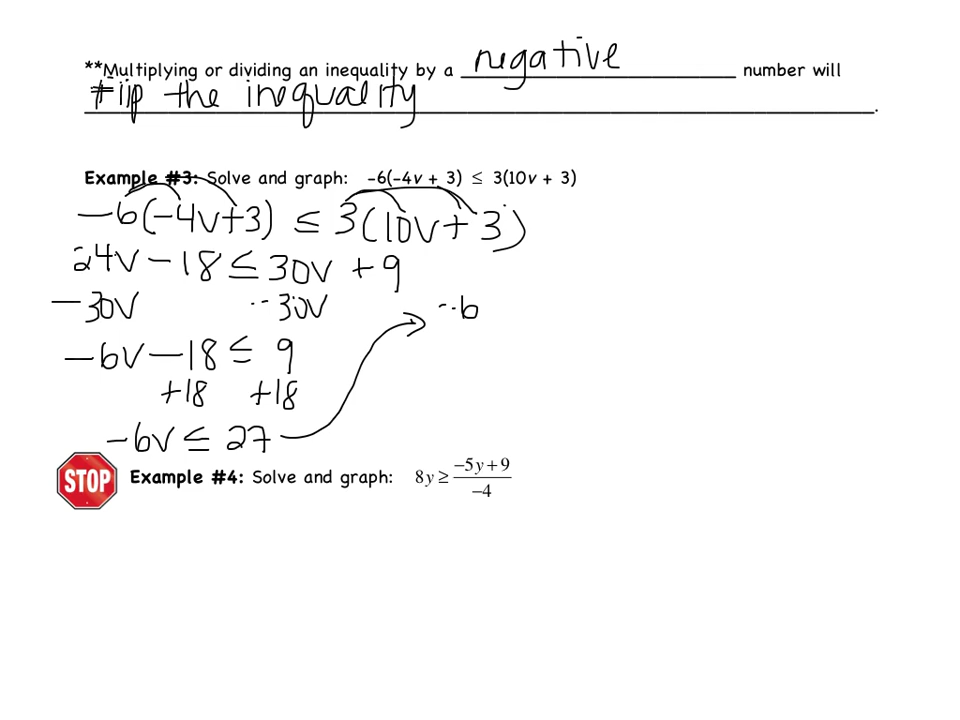 **Multiplying or dividing an inequality by a negative number will
flip the inequality.
Example #3: Solve and graph: -6(-4v + 3) ≤ 3(10v + 3)
-6(-4v+3) ≤ 3(10v+3)
24v - 18 ≤ 30v + 9
-30v -30v -6
-6v - 18 ≤ 9
+18 +18
-6v ≤ 27
STOP Example #4: Solve and graph: 8y ≥ (-5y+9)/-4